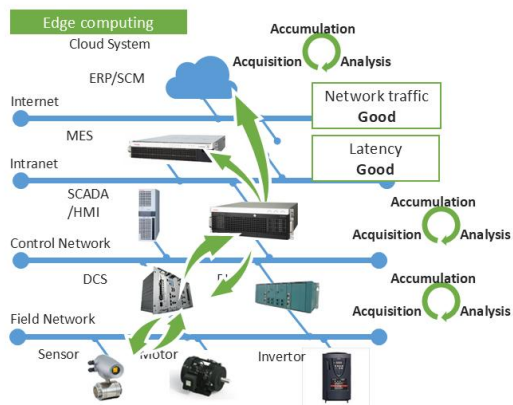 Edge computing
Cloud System
ERP/SCM
Accumulation
Acquisition
Analysis
Internet
Network traffic
Good
MES
Latency
Good
Intranet
SCADA
/HMI
Accumulation
Acquisition
Analysis
Control Network
DCS
Accumulation
Acquisition
Analysis
Field Network
Sensor
Motor
Invertor